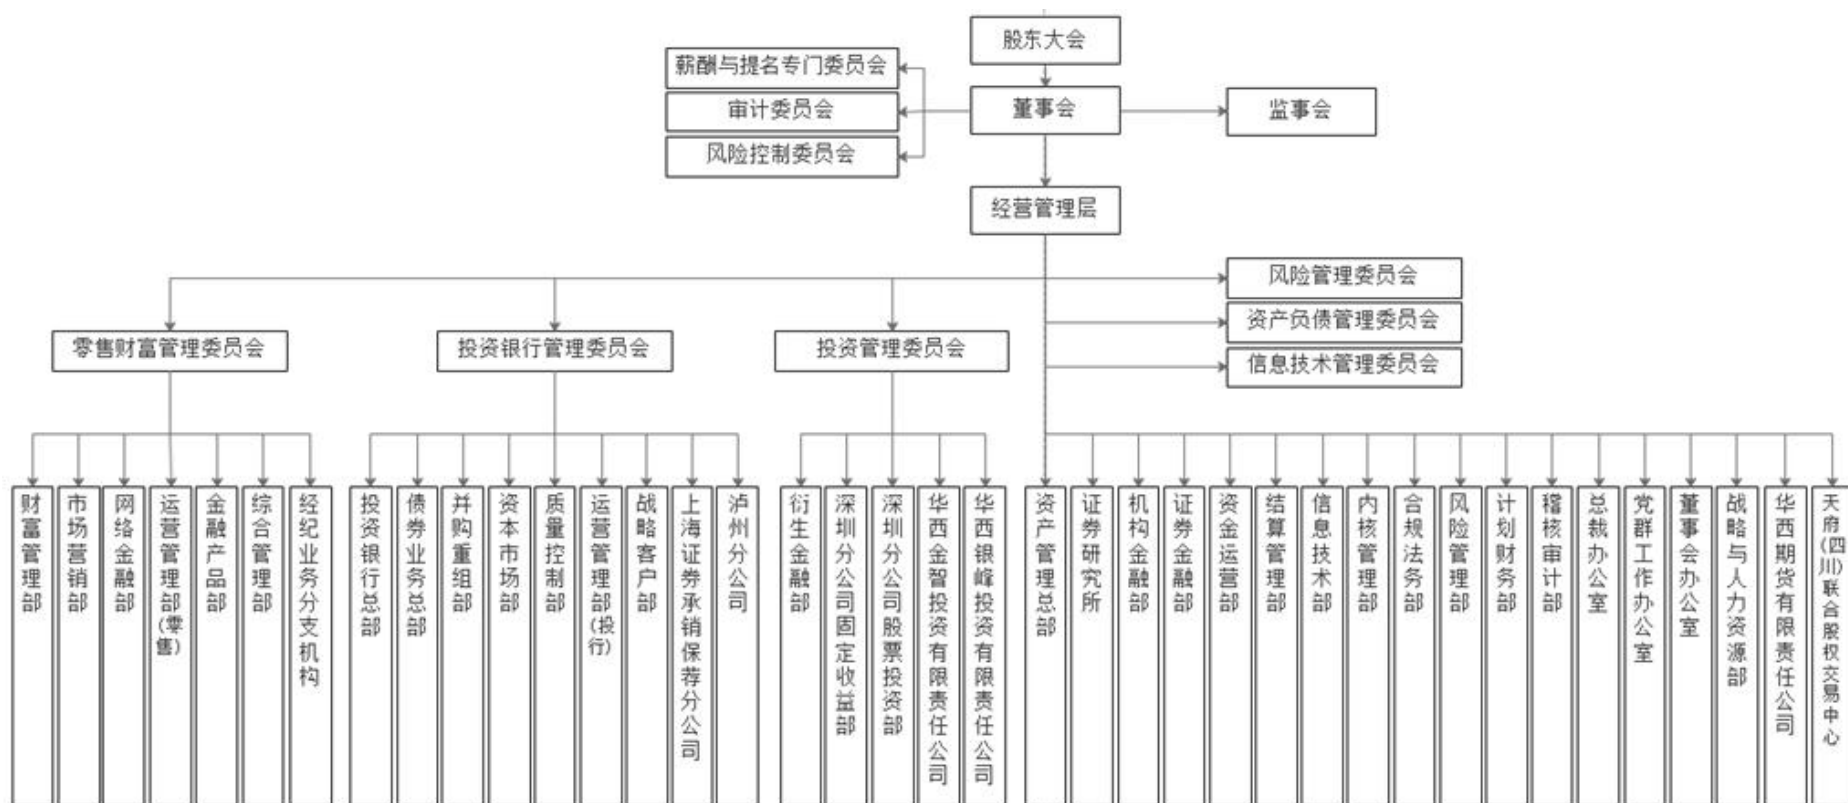 股东大会
薪酬与提名专门委员会
审计委员会
风险控制委员会
董事会
监事会
经营管理层
风险管理委员会
资产负债管理委员会
信息技术管理委员会
零售财富管理委员会
投资银行管理委员会
投资管理委员会
财富管理部
市场营销部
网络金融部
运营管理部(零售)
金融产品部
综合管理部
经纪业务分支机构
投资银行总部
债券业务总部
并购重组部
资本市场部
质量控制部
运营管理部(投行)
战略客户部
上海证券承销保荐分公司
泸州分公司
衍生金融部
深圳分公司固定收益部
深圳分公司股票投资部
华西金智投资有限责任公司
华西银峰投资有限责任公司
资产管理总部
证券研究所
机构金融部
证券金融部
资金运营部
结算管理部
信息技术部
内核管理部
合规法务部
风险管理部
计划财务部
稽核审计部
总裁办公室
党群工作办公室
董事会办公室
战略与人力资源部
华西期货有限责任公司
天府(四川)联合股权交易中心